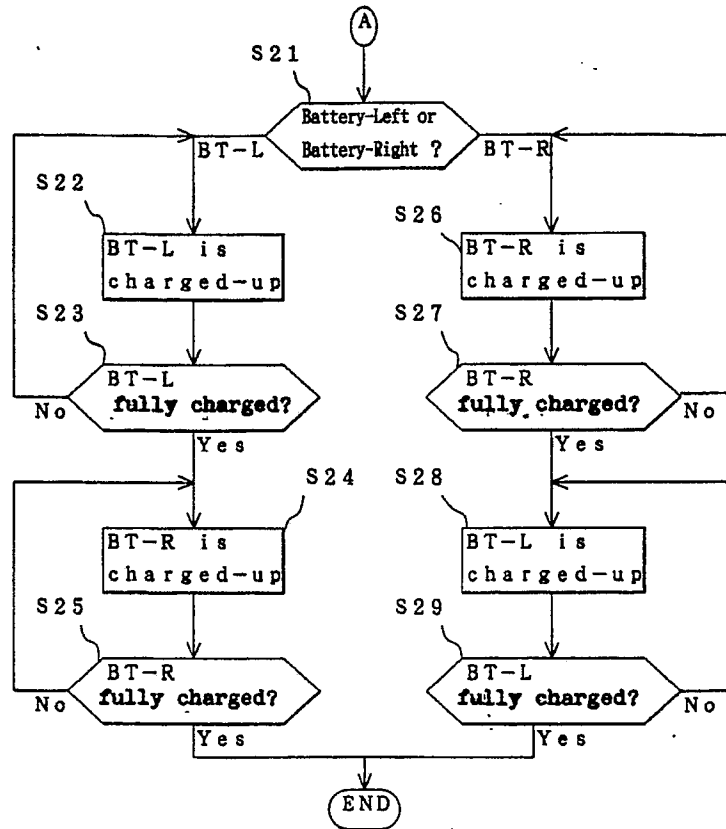 A
S21
Battery-Left or
Battery-Right ?
BT-L
BT-R
S22
BT-L is
charged-up
S26
BT-R is
charged-up
S23
BT-L
fully charged?
No
Yes
S27
BT-R
fully charged?
No
Yes
S24
BT-R is
charged-up
S28
BT-L is
charged-up
S25
BT-R
fully charged?
No
Yes
S29
BT-L
fully charged?
No
Yes
END